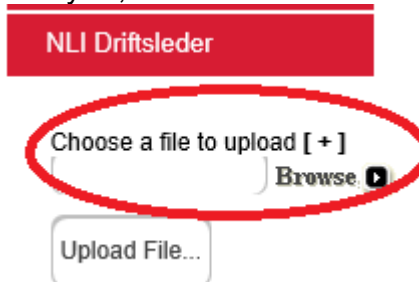 NLI Driftsleder
Choose a file to upload [ + ]
Browse
Upload File...